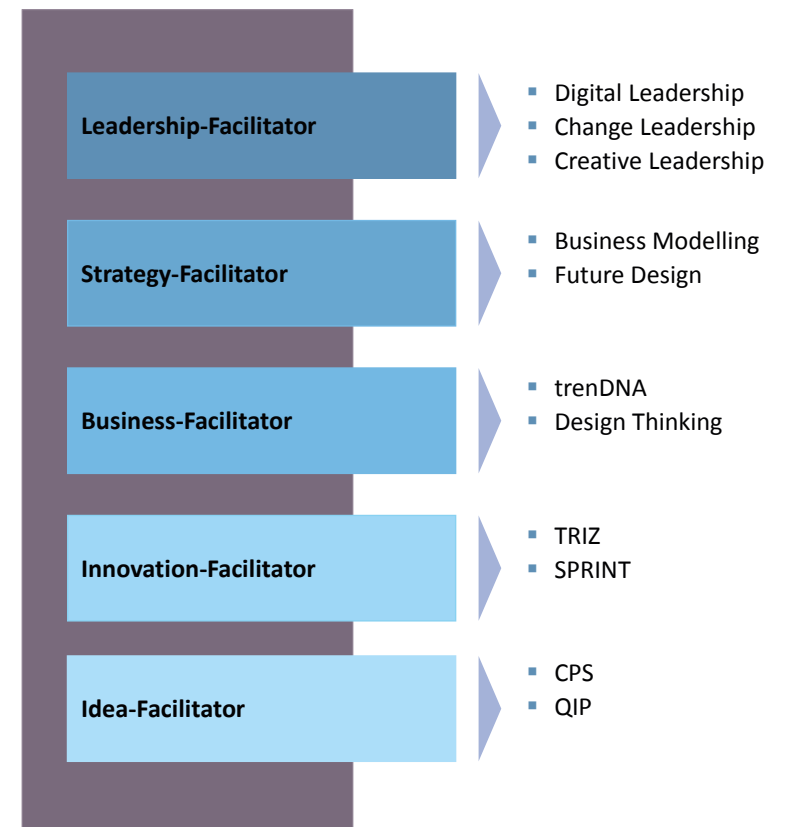 Leadership-Facilitator
▪ Digital Leadership
▪ Change Leadership
▪ Creative Leadership
Strategy-Facilitator
▪ Business Modelling
▪ Future Design
Business-Facilitator
▪ trenDNA
▪ Design Thinking
Innovation-Facilitator
▪ TRIZ
▪ SPRINT
Idea-Facilitator
▪ CPS
▪ QIP